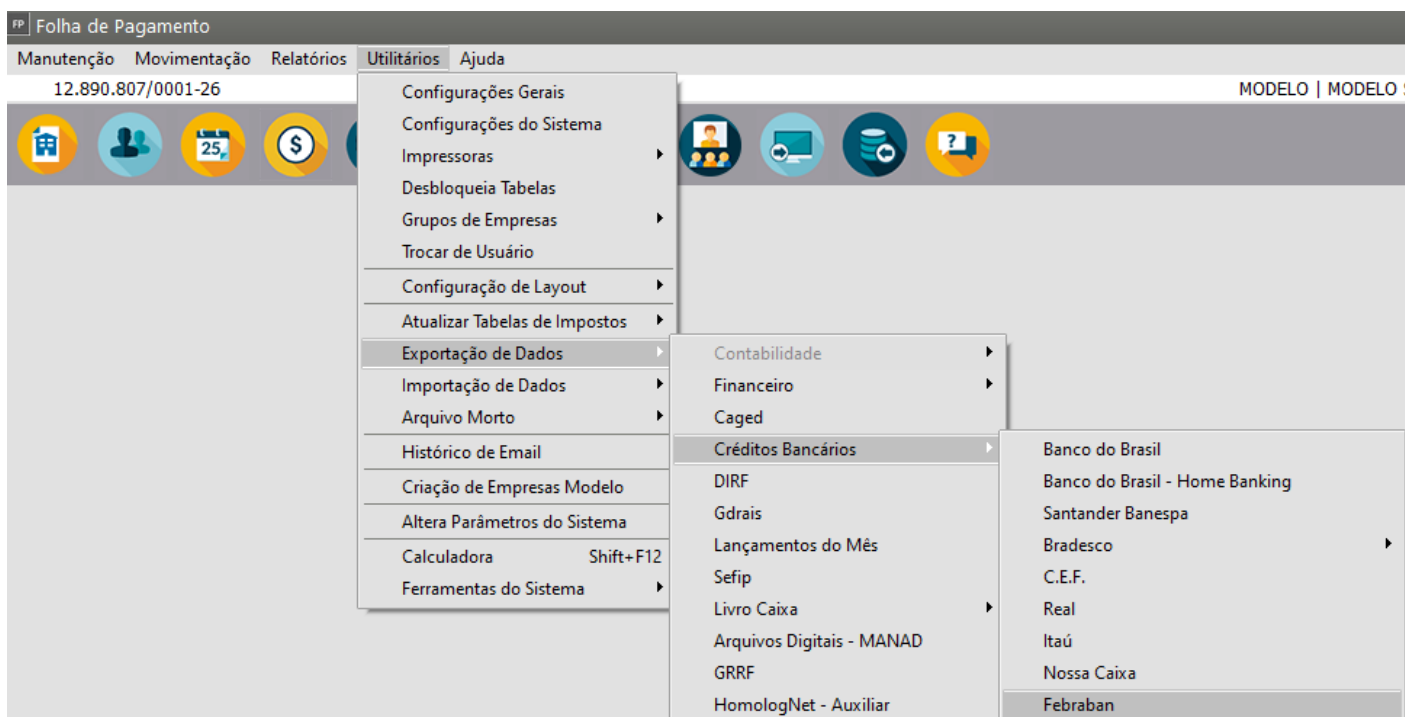 FP Folha de Pagamento
Manutenção Movimentação Relatórios Utilitários Ajuda
12.890.807/0001-26
MODELO | MODELO
25
$
?
Configurações Gerais
Configurações do Sistema
Impressoras
Desbloqueia Tabelas
Grupos de Empresas
Trocar de Usuário
Configuração de Layout
Atualizar Tabelas de Impostos
Exportação de Dados
Importação de Dados
Arquivo Morto
Histórico de Email
Criação de Empresas Modelo
Altera Parâmetros do Sistema
Calculadora Shift+F12
Ferramentas do Sistema
Contabilidade
Financeiro
Caged
Créditos Bancários
DIRF
Gdrais
Lançamentos do Mês
Sefip
Livro Caixa
Arquivos Digitais - MANAD
GRRF
HomologNet - Auxiliar
Banco do Brasil
Banco do Brasil - Home Banking
Santander Banespa
Bradesco
C.E.F.
Real
Itaú
Nossa Caixa
Febraban